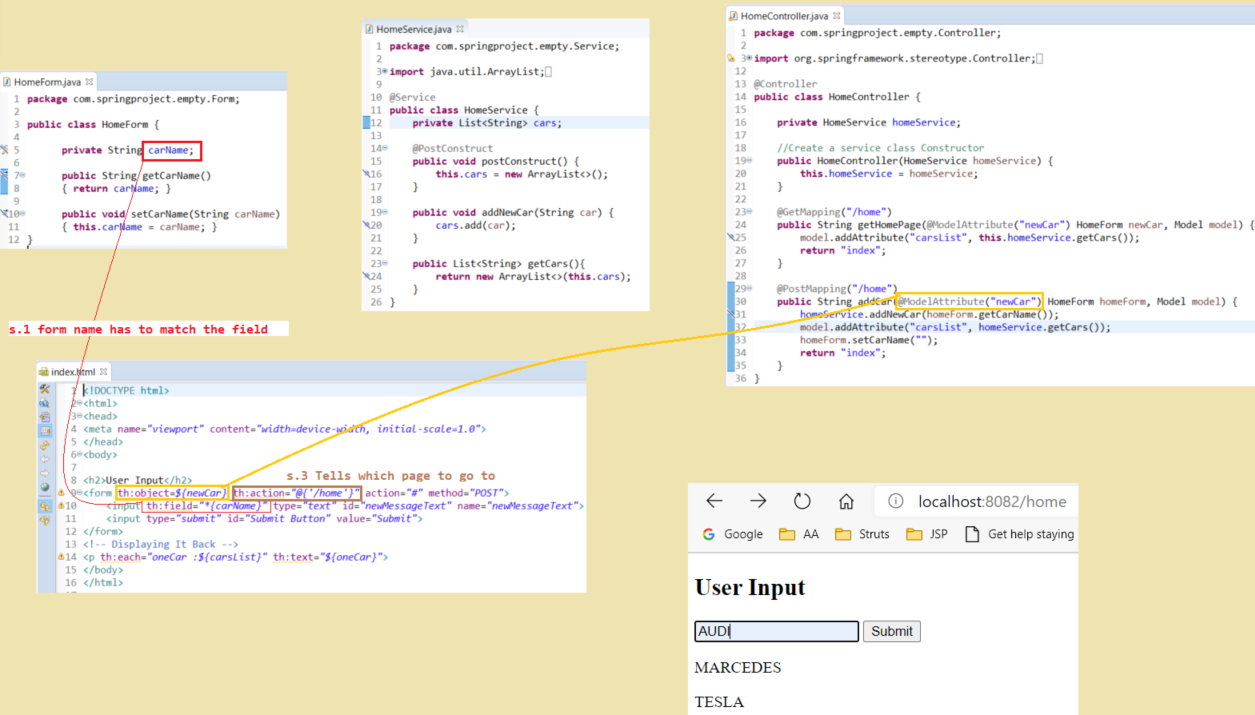 HomeForm.java
1 package com.springproject.empty.Form;
2
3 public class HomeForm {
4
5 private String carName;
6
7 public String getCarName()
8 { return carName; }
9
10 public void setCarName(String carName)
11 { this.carName = carName; }
12 }
s.1 form name has to match the field
HomeService.java
1 package com.springproject.empty.Service;
2
3 import java.util.ArrayList;
9
10 @Service
11 public class HomeService {
12 private List<String> cars;
13
14 @PostConstruct
15 public void postConstruct() {
16 this.cars = new ArrayList<>();
17 }
18
19 public void addNewCar(String car) {
20 cars.add(car);
21 }
22
23 public List<String> getCars(){
24 return new ArrayList<>(this.cars);
25 }
26 }
HomeController.java
1 package com.springproject.empty.Controller;
2
3 import org.springframework.stereotype.Controller;
12
13 @Controller
14 public class HomeController {
15
16 private HomeService homeService;
17
18 //Create a service class Constructor
19 public HomeController(HomeService homeService) {
20 this.homeService = homeService;
21 }
22
23 @GetMapping("/home")
24 public String getHomePage(@ModelAttribute("newCar") HomeForm newCar, Model model) {
25 model.addAttribute("carsList", this.homeService.getCars());
26 return "index";
27 }
28
29 @PostMapping("/home")
30 public String addCar(@ModelAttribute("newCar") HomeForm homeForm, Model model) {
31 homeService.addNewCar(homeForm.getCarName());
32 model.addAttribute("carsList", homeService.getCars());
33 homeForm.setCarName("");
34 return "index";
35 }
36 }
index.html
1 <!DOCTYPE html>
2 <html>
3 <head>
4 <meta name="viewport" content="width=device-width, initial-scale=1.0">
5 </head>
6 <body>
7
8 <h2>User Input</h2>
s.3 Tells which page to go to
9 <form th:object=${newCar} th:action="@{'/home'}" action="#" method="POST">
10 <input th:field="*{carName}" type="text" id="newMessageText" name="newMessageText">
11 <input type="submit" id="Submit Button" value="Submit">
12 </form>
13 <!-- Displaying It Back -->
14 <p th:each="oneCar :${carsList}" th:text="${oneCar}">
15 </body>
16 </html>
localhost:8082/home
Google AA Struts JSP Get help staying
User Input
AUDI Submit
MARCEDES
TESLA